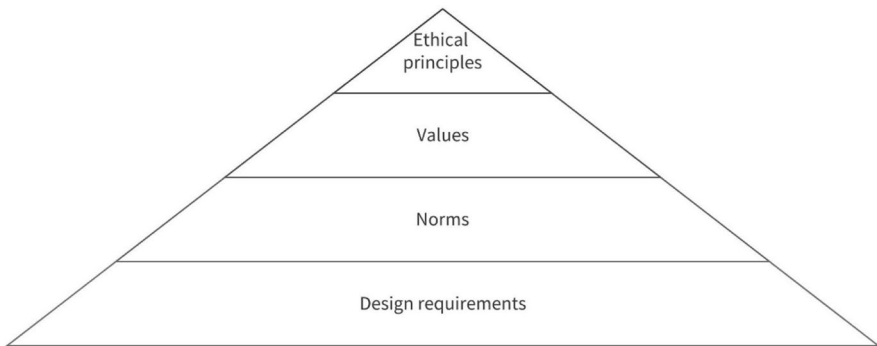 Ethical
principles
Values
Norms
Design requirements